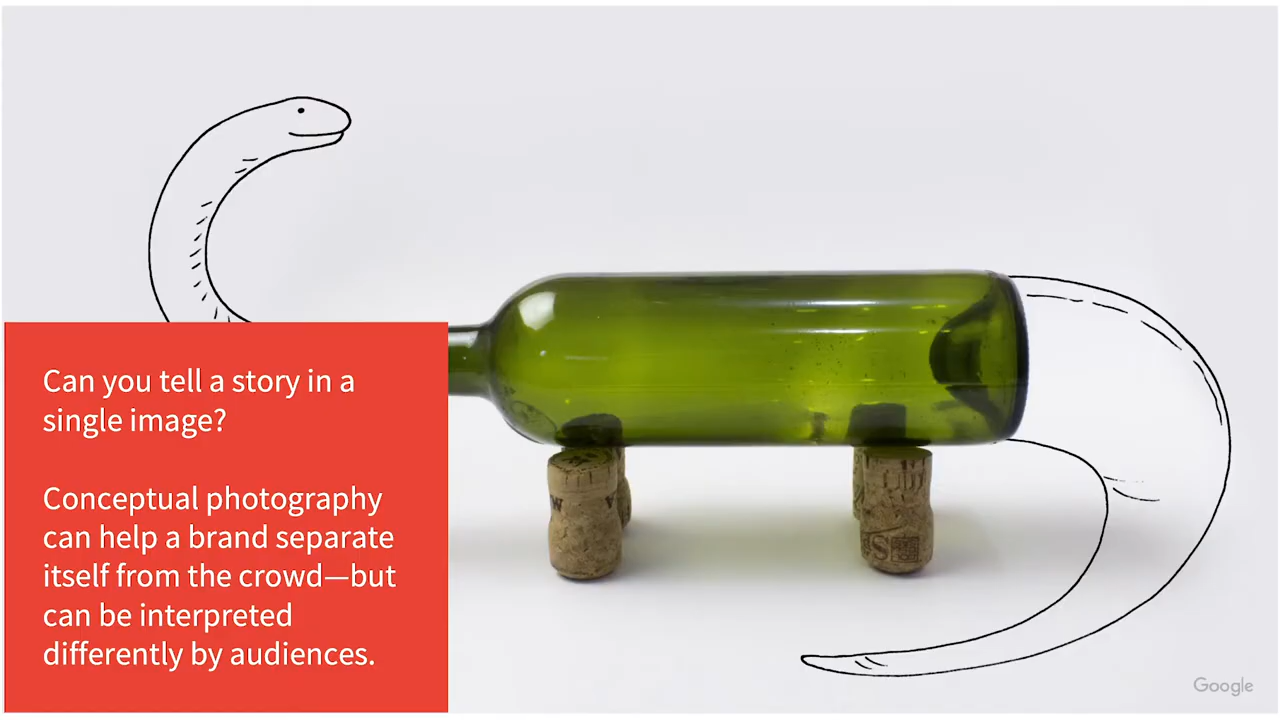 Can you tell a story in a
single image?
Conceptual photography
can help a brand separate
itself from the crowd—but
can be interpreted
differently by audiences.
Google